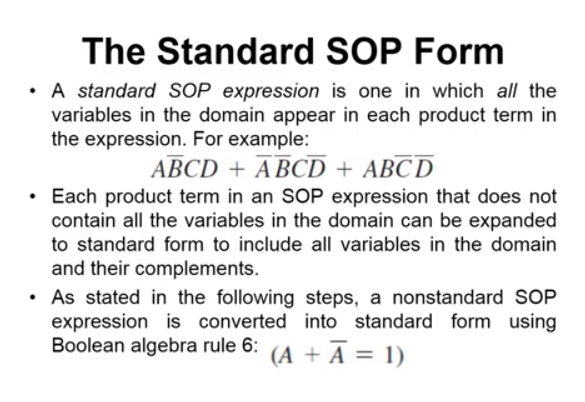 The Standard SOP Form
• A standard SOP expression is one in which all the
variables in the domain appear in each product term in
the expression. For example:
AB̅CD + A̅B̅CD̅ + ABC̅D̅
• Each product term in an SOP expression that does not
contain all the variables in the domain can be expanded
to standard form to include all variables in the domain
and their complements.
• As stated in the following steps, a nonstandard SOP
expression is converted into standard form using
Boolean algebra rule 6: (A + A̅ = 1)